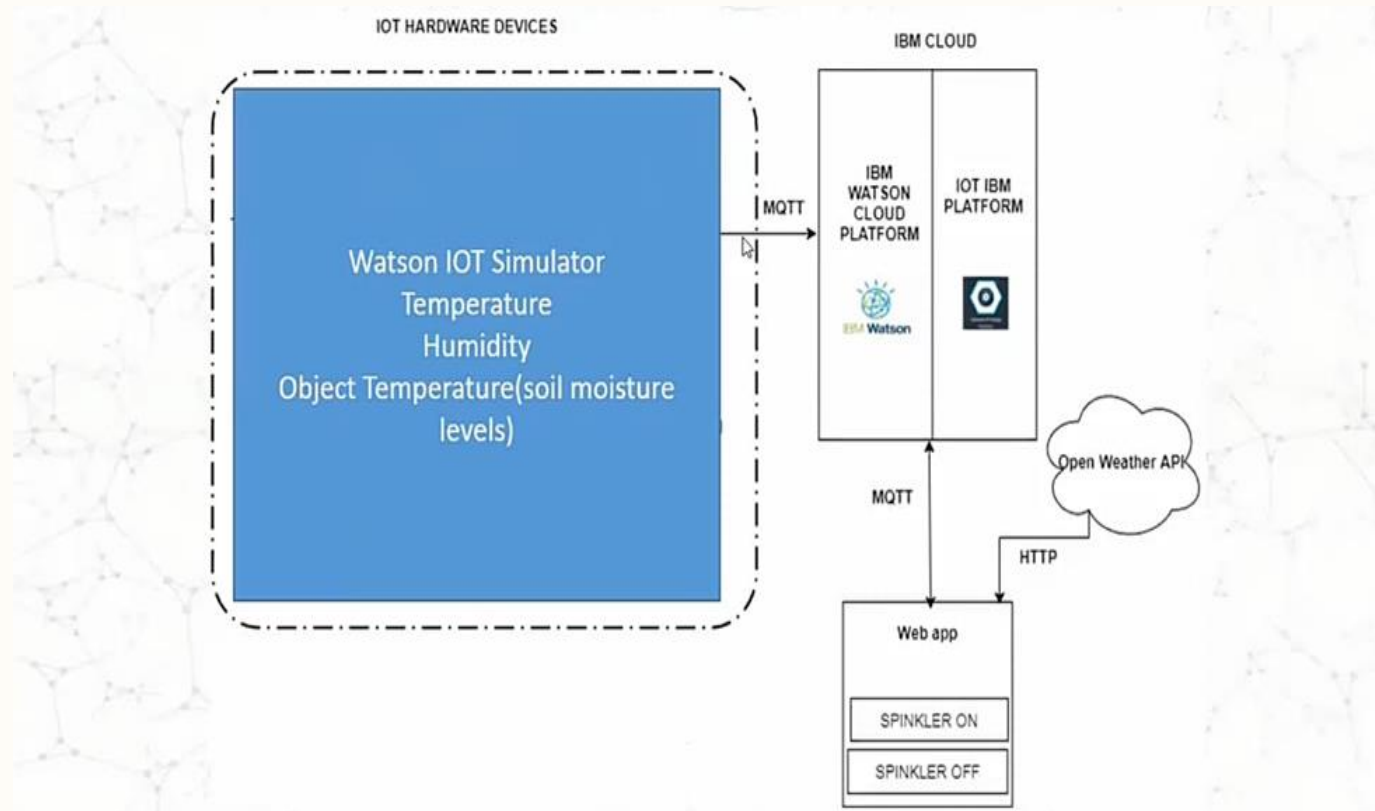 IOT HARDWARE DEVICES
IBM CLOUD
Watson IOT Simulator
Temperature
Humidity
Object Temperature(soil moisture
levels)
MQTT
IBM
WATSON
CLOUD
PLATFORM
IBM Watson
IOT IBM
PLATFORM
Open Weather API
MQTT
HTTP
Web app
SPINKLER ON
SPINKLER OFF